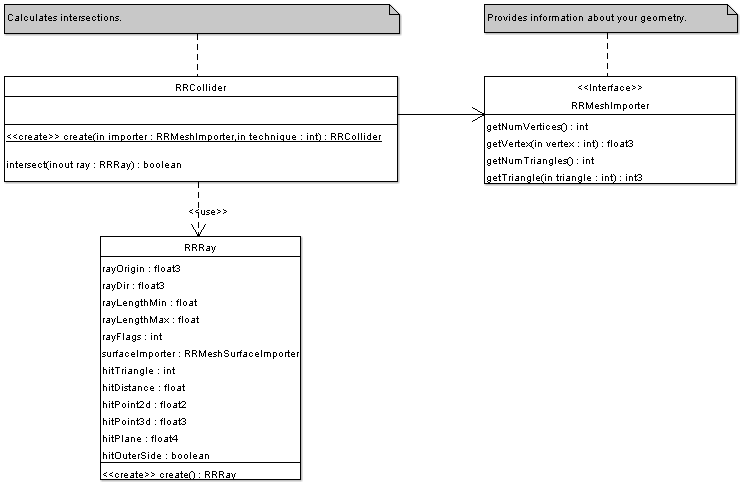 Calculates intersections.
Provides information about your geometry.
RRCollider
<<create>> create(in importer : RRMeshImporter,in technique : int) : RRCollider
intersect(inout ray : RRRay) : boolean
<<Interface>>
RRMeshImporter
getNumVertices() : int
getVertex(in vertex : int) : float3
getNumTriangles() : int
getTriangle(in triangle : int) : int3
<<use>>
RRRay
rayOrigin : float3
rayDir : float3
rayLengthMin : float
rayLengthMax : float
rayFlags : int
surfaceImporter : RRMeshSurfaceImporter
hitTriangle : int
hitDistance : float
hitPoint2d : float2
hitPoint3d : float3
hitPlane : float4
hitOuterSide : boolean
<<create>> create() : RRRay